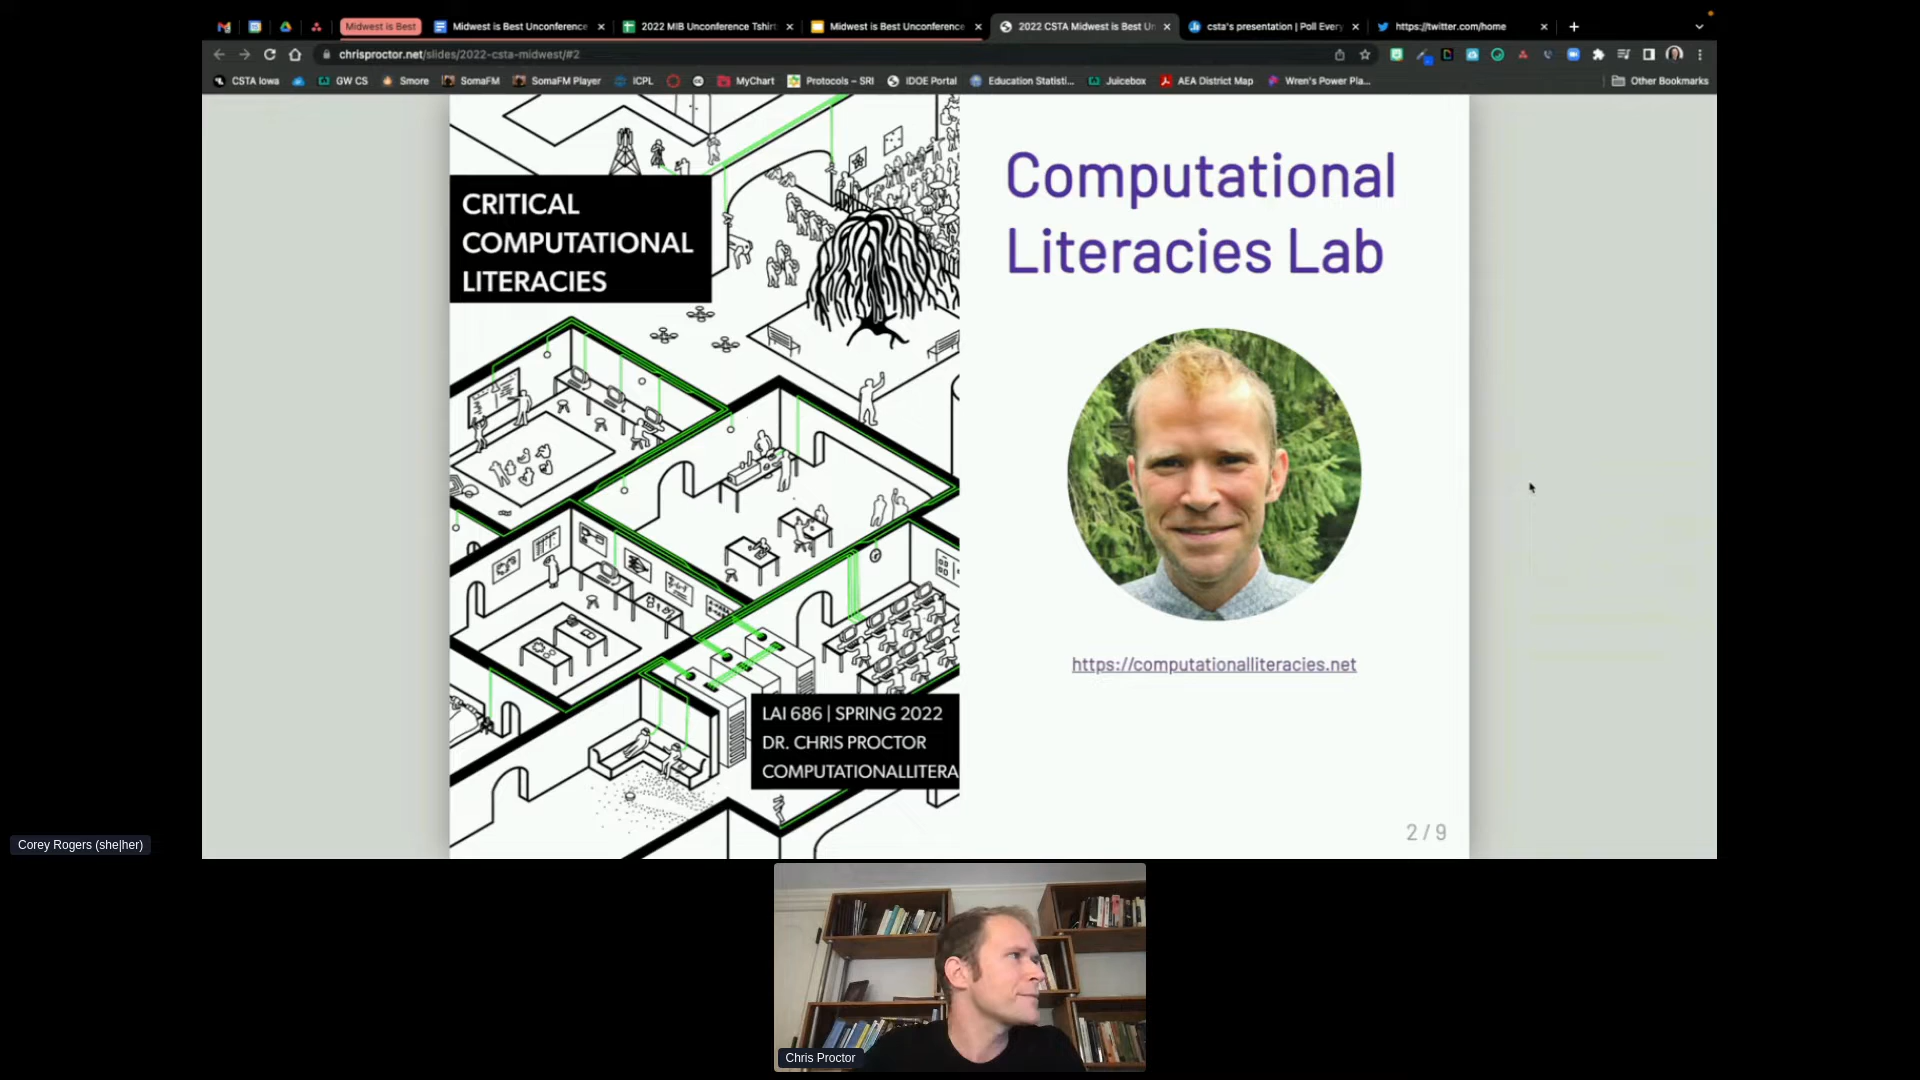 Midwest is Best
Midwest is Best Unconference
2022 MIB Unconference Tshirt
Midwest is Best Unconference
2022 CSTA Midwest is Best Un
csta's presentation | Poll Every
https://twitter.com/home
chrisproctor.net/slides/2022-csta-midwest/#2
CSTA Iowa
GW CS
Smore
SomaFM
SomaFM Player
ICPL
MyChart
Protocols – SRI
IDOE Portal
Education Statisti...
Juicebox
AEA District Map
Wren's Power Pla...
Other Bookmarks
CRITICAL
COMPUTATIONAL
LITERACIES
LAI 686 | SPRING 2022
DR. CHRIS PROCTOR
COMPUTATIONALLITERA
Computational
Literacies Lab
https://computationalliteracies.net
2 / 9
Corey Rogers (she|her)
Chris Proctor